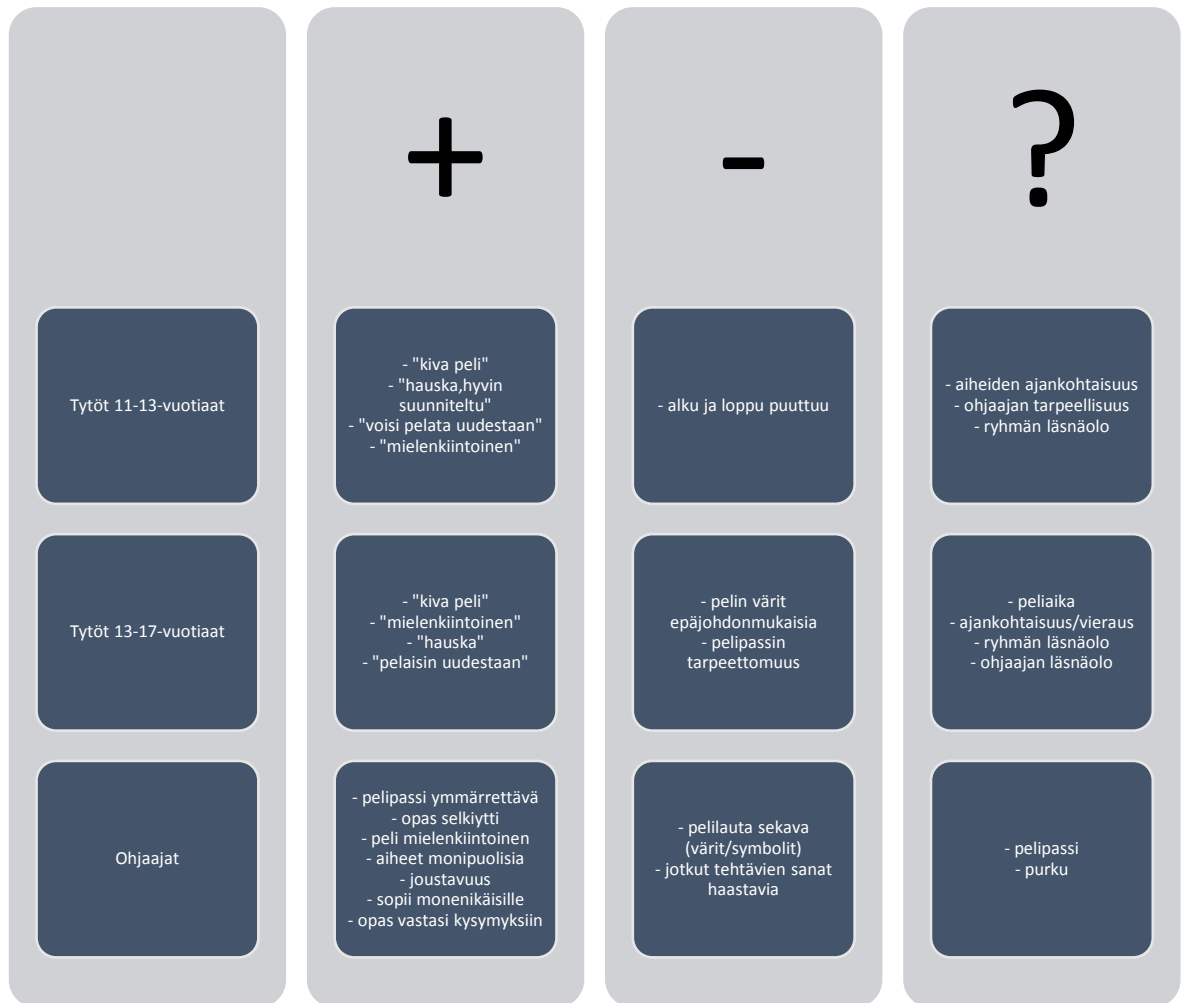 +
-
?
Tytöt 11-13-vuotiaat
- "kiva peli"
- "hauska,hyvin
suunniteltu"
- "voisi pelata uudestaan"
- "mielenkiintoinen"
- alku ja loppu puuttuu
- aiheiden ajankohtaisuus
- ohjaajan tarpeellisuus
- ryhmän läsnäolo
Tytöt 13-17-vuotiaat
- "kiva peli"
- "mielenkiintoinen"
- "hauska"
- "pelaisin uudestaan"
- pelin värit
epäjohdonmukaisia
- pelipassin
tarpeettomuus
- peliaika
- ajankohtaisuus/vieraus
- ryhmän läsnäolo
- ohjaajan läsnäolo
Ohjaajat
- pelipassi ymmärrettävä
- opas selkiytti
- peli mielenkiintoinen
- aiheet monipuolisia
- joustavuus
- sopii monenikäisille
- opas vastasi kysymyksiin
- pelilauta sekava
(värit/symbolit)
- jotkut tehtävien sanat
haastavia
- pelipassi
- purku